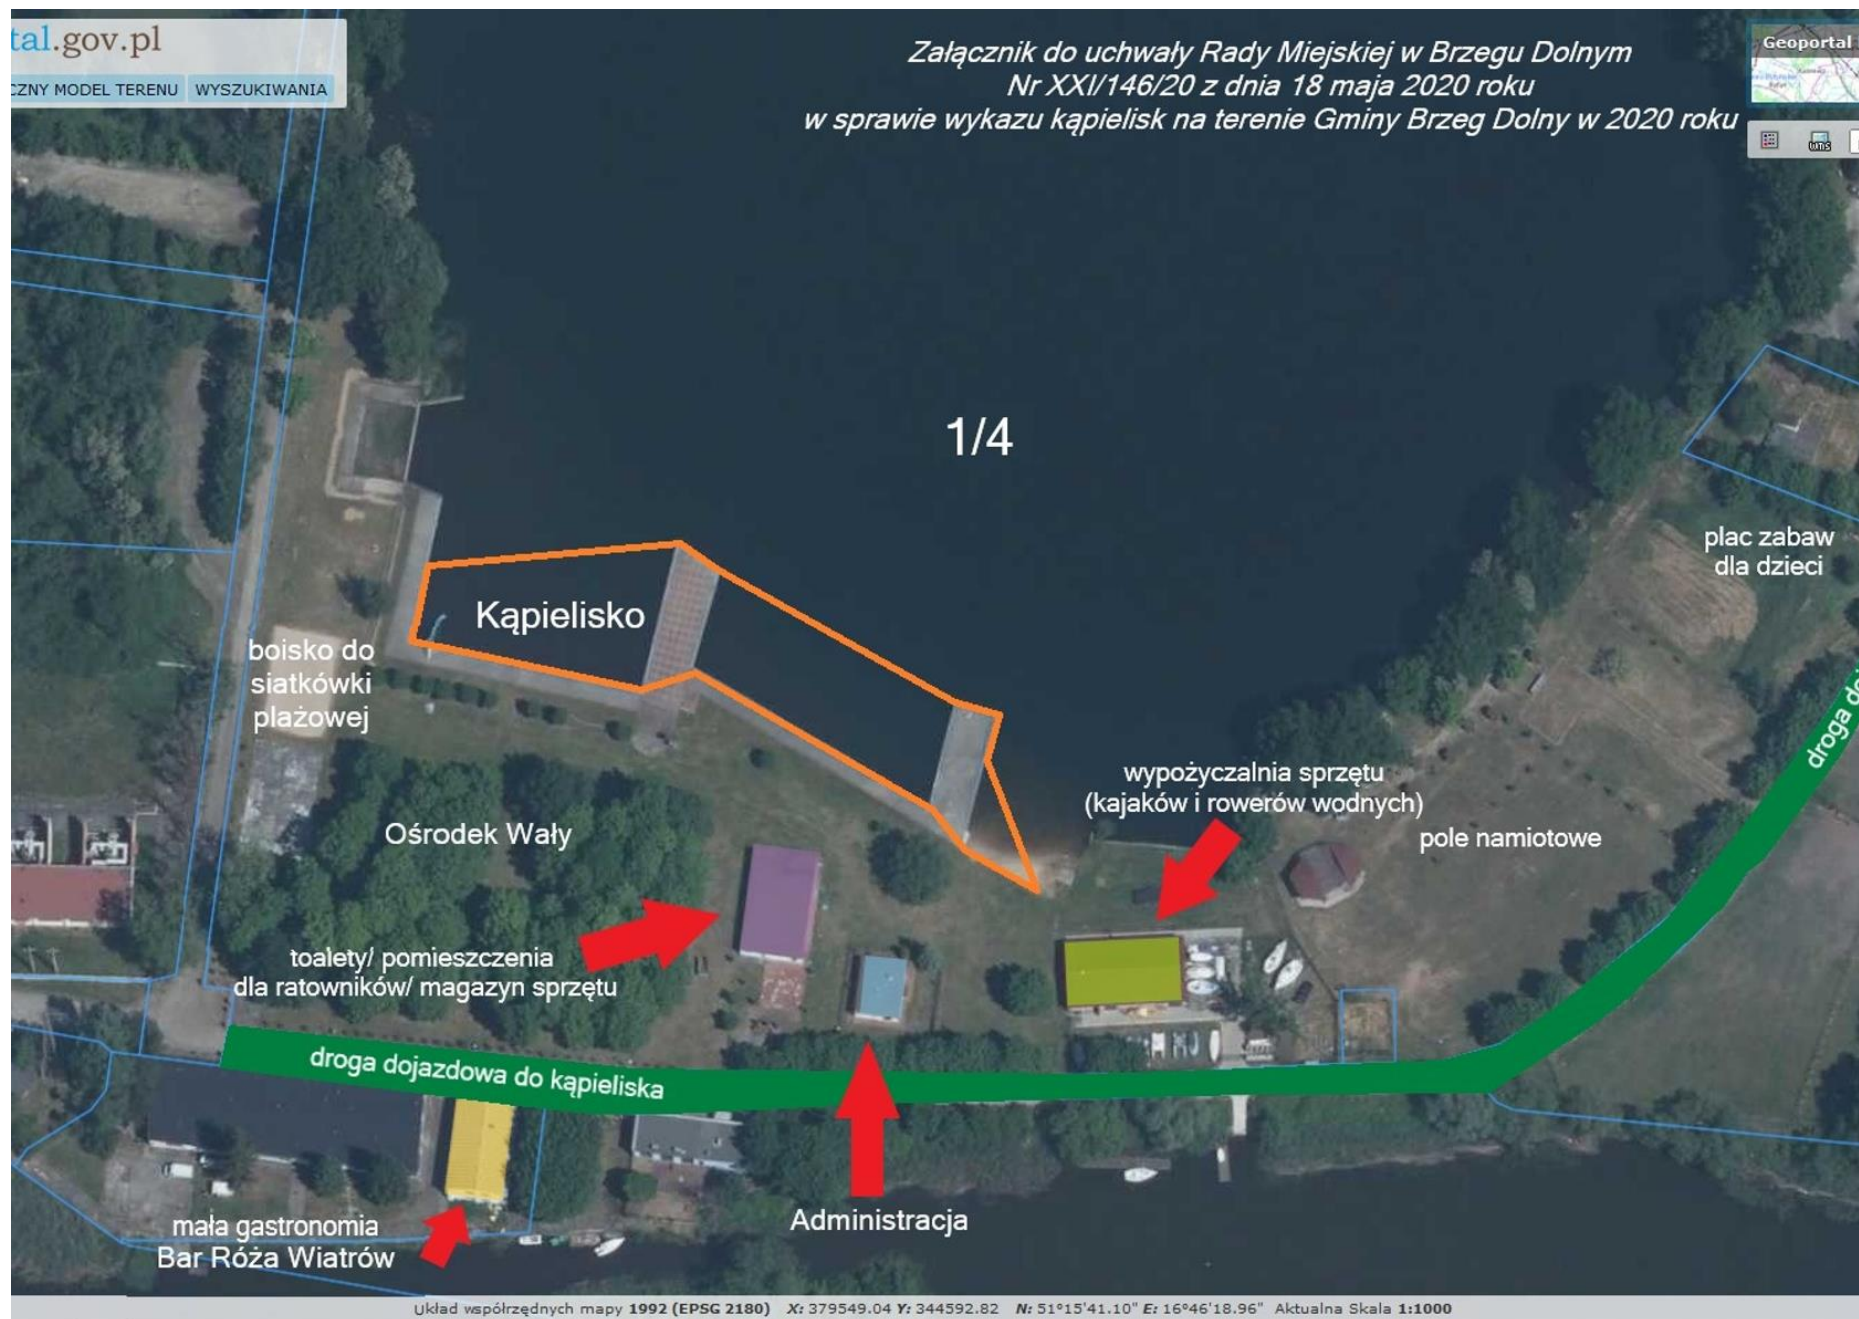 tal.gov.pl
CZNY MODEL TERENU WYSZUKIWANIA
Załącznik do uchwały Rady Miejskiej w Brzegu Dolnym
Nr XXI/146/20 z dnia 18 maja 2020 roku
w sprawie wykazu kąpielisk na terenie Gminy Brzeg Dolny w 2020 roku
Geoportal
WMS
1/4
plac zabaw
dla dzieci
Kąpielisko
boisko do
siatkówki
plażowej
droga do
wypożyczalnia sprzętu
(kajaków i rowerów wodnych)
pole namiotowe
Ośrodek Wały
toalety/ pomieszczenia
dla ratowników/ magazyn sprzętu
droga dojazdowa do kąpieliska
Administracja
mała gastronomia
Bar Róża Wiatrów
Układ współrzędnych mapy 1992 (EPSG 2180) X: 379549.04 Y: 344592.82 N: 51°15'41.10" E: 16°46'18.96" Aktualna Skala 1:1000